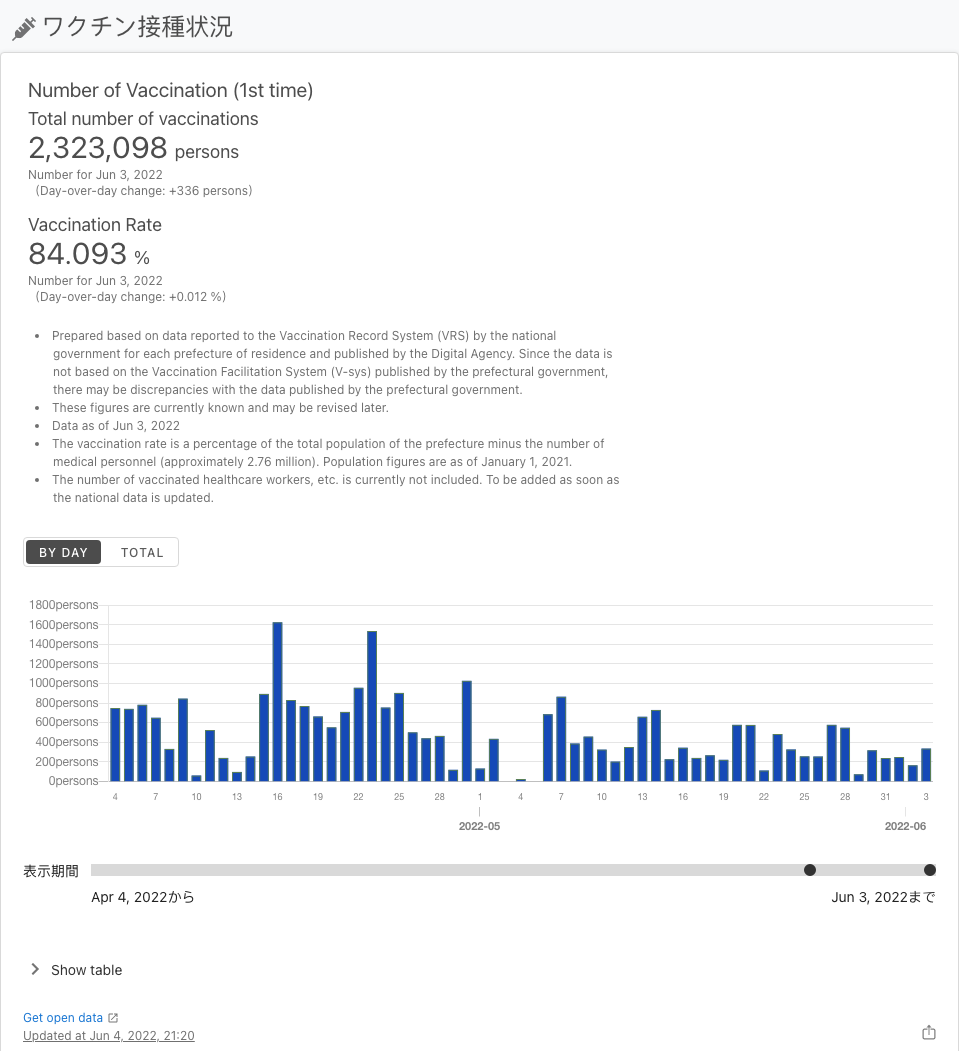 ワクチン接種状況
Number of Vaccination (1st time)
Total number of vaccinations
2,323,098 persons
Number for Jun 3, 2022
(Day-over-day change: +336 persons)
Vaccination Rate
84.093 %
Number for Jun 3, 2022
(Day-over-day change: +0.012 %)
• Prepared based on data reported to the Vaccination Record System (VRS) by the national
government for each prefecture of residence and published by the Digital Agency. Since the data is
not based on the Vaccination Facilitation System (V-sys) published by the prefectural government,
there may be discrepancies with the data published by the prefectural government.
• These figures are currently known and may be revised later.
• Data as of Jun 3, 2022
• The vaccination rate is a percentage of the total population of the prefecture minus the number of
medical personnel (approximately 2.76 million). Population figures are as of January 1, 2021.
• The number of vaccinated healthcare workers, etc. is currently not included. To be added as soon as
the national data is updated.
BY DAY TOTAL
1800persons
1600persons
1400persons
1200persons
1000persons
800persons
600persons
400persons
200persons
0persons
4 7 10 13 16 19 22 25 28 1 4 7 10 13 16 19 22 25 28 31 3
2022-05 2022-06
表示期間
Apr 4, 2022から Jun 3, 2022まで
Show table
Get open data
Updated at Jun 4, 2022, 21:20